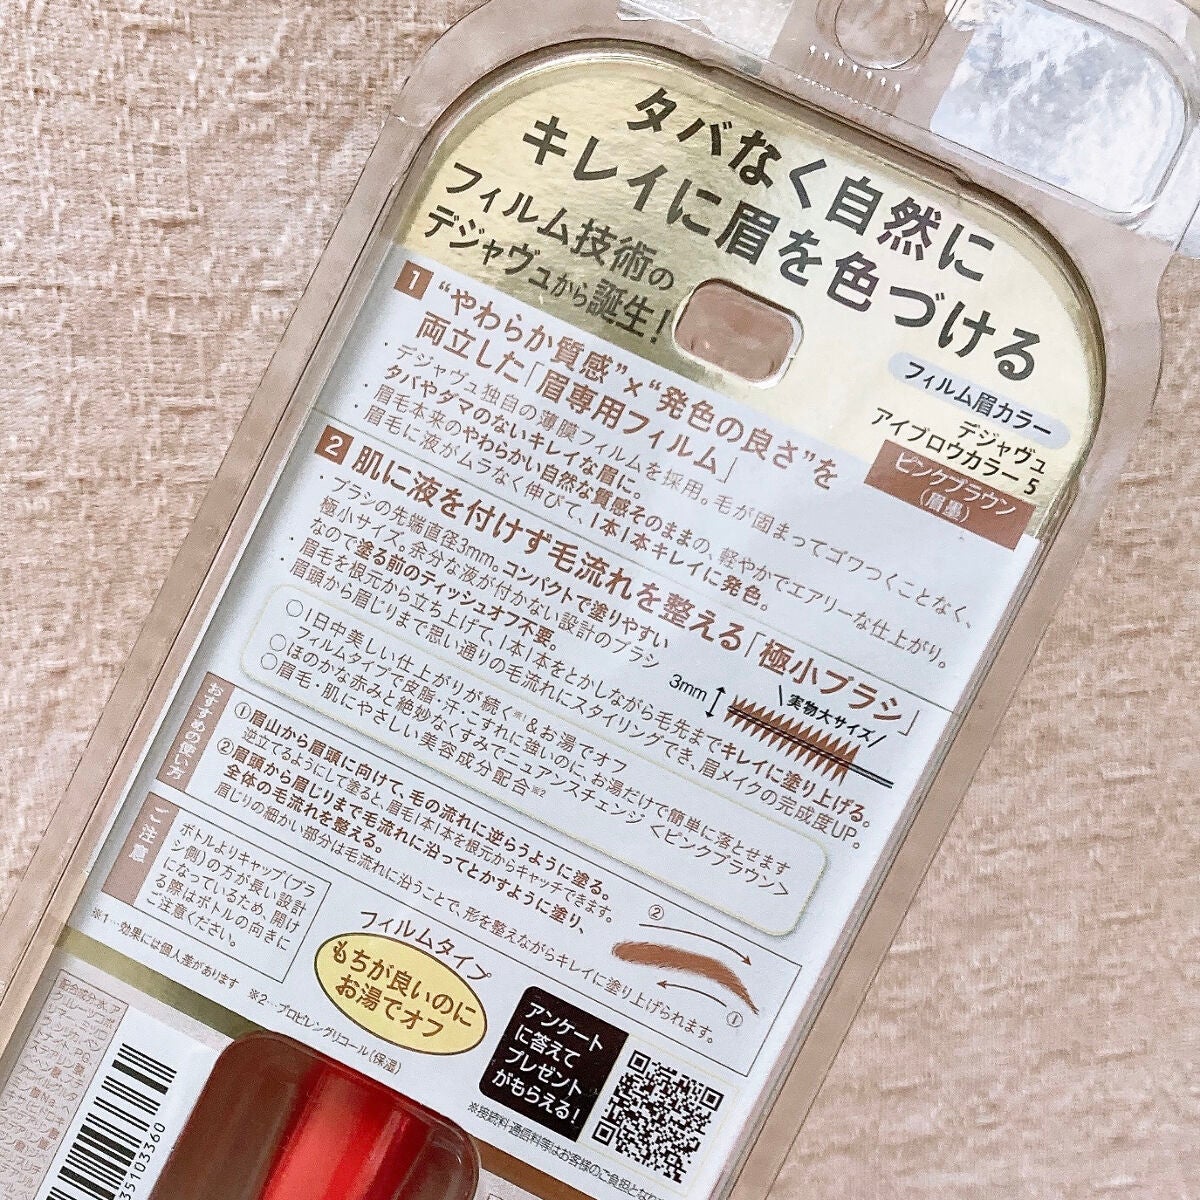 タバなく自然に
キレイに眉を色づける
フィルム技術の
デジャヴュから誕生!
フィルム眉カラー
デジャヴュ
アイブロウカラー 5
ピンクブラウン
(眉墨)
1 “やわらか質感”×“発色の良さ”を
両立した「眉専用フィルム」
・デジャヴュ独自の薄膜フィルムを採用。毛が固まってゴワつくことなく、
タバやダマのないキレイな眉に。
・眉毛本来のやわらかい自然な質感そのままの、軽やかでエアリーな仕上がり。
・眉毛に液がムラなく伸びて、1本1本キレイに発色。
2 肌に液を付けず毛流れを整える「極小ブラシ」
・ブラシの先端直径3mm。コンパクトで塗りやすい
極小サイズ。余分な液が付かない設計のブラシ
なので塗る前のティッシュオフ不要。
・眉毛を根元から立ち上げて1本1本をとかしながら毛先までキレイに塗り上げる。
・眉頭から眉じりまで思い通りの毛流れにスタイリングでき、眉メイクの完成度UP。
3mm
\実物大サイズ/
○1日中美しい仕上がりが続く※1&お湯でオフ
フィルムタイプで皮脂・汗・こすれに強いのに、お湯だけで簡単に落とせます
○ほのかな赤みと絶妙なくすみでニュアンスチェンジ<ピンクブラウン>
○眉毛・肌にやさしい美容成分配合※2
おすすめの使い方
①眉山から眉頭に向けて、毛の流れに逆らうように塗る。
逆立てるようにして塗ると、眉毛1本1本を根元からキャッチできます。
②眉頭から眉じりまで毛流れに沿ってとかすように塗り、
全体の毛流れを整える。
眉じりの細かい部分は毛流れに沿うことで、形を整えながらキレイに塗り上げられます。
②
①
ご注意
ボトルよりキャップ(ブラ
シ側)の方が長い設計
になっているため、開け
る際はボトルの向きに
ご注意ください。
※1…効果には個人差があります
※2…プロピレングリコール(保湿)
フィルムタイプ
もちが良いのに
お湯でオフ
アンケート
に答えて
プレゼント
がもらえる!
※接続料・通信料等はお客様のご負担となり
35103360